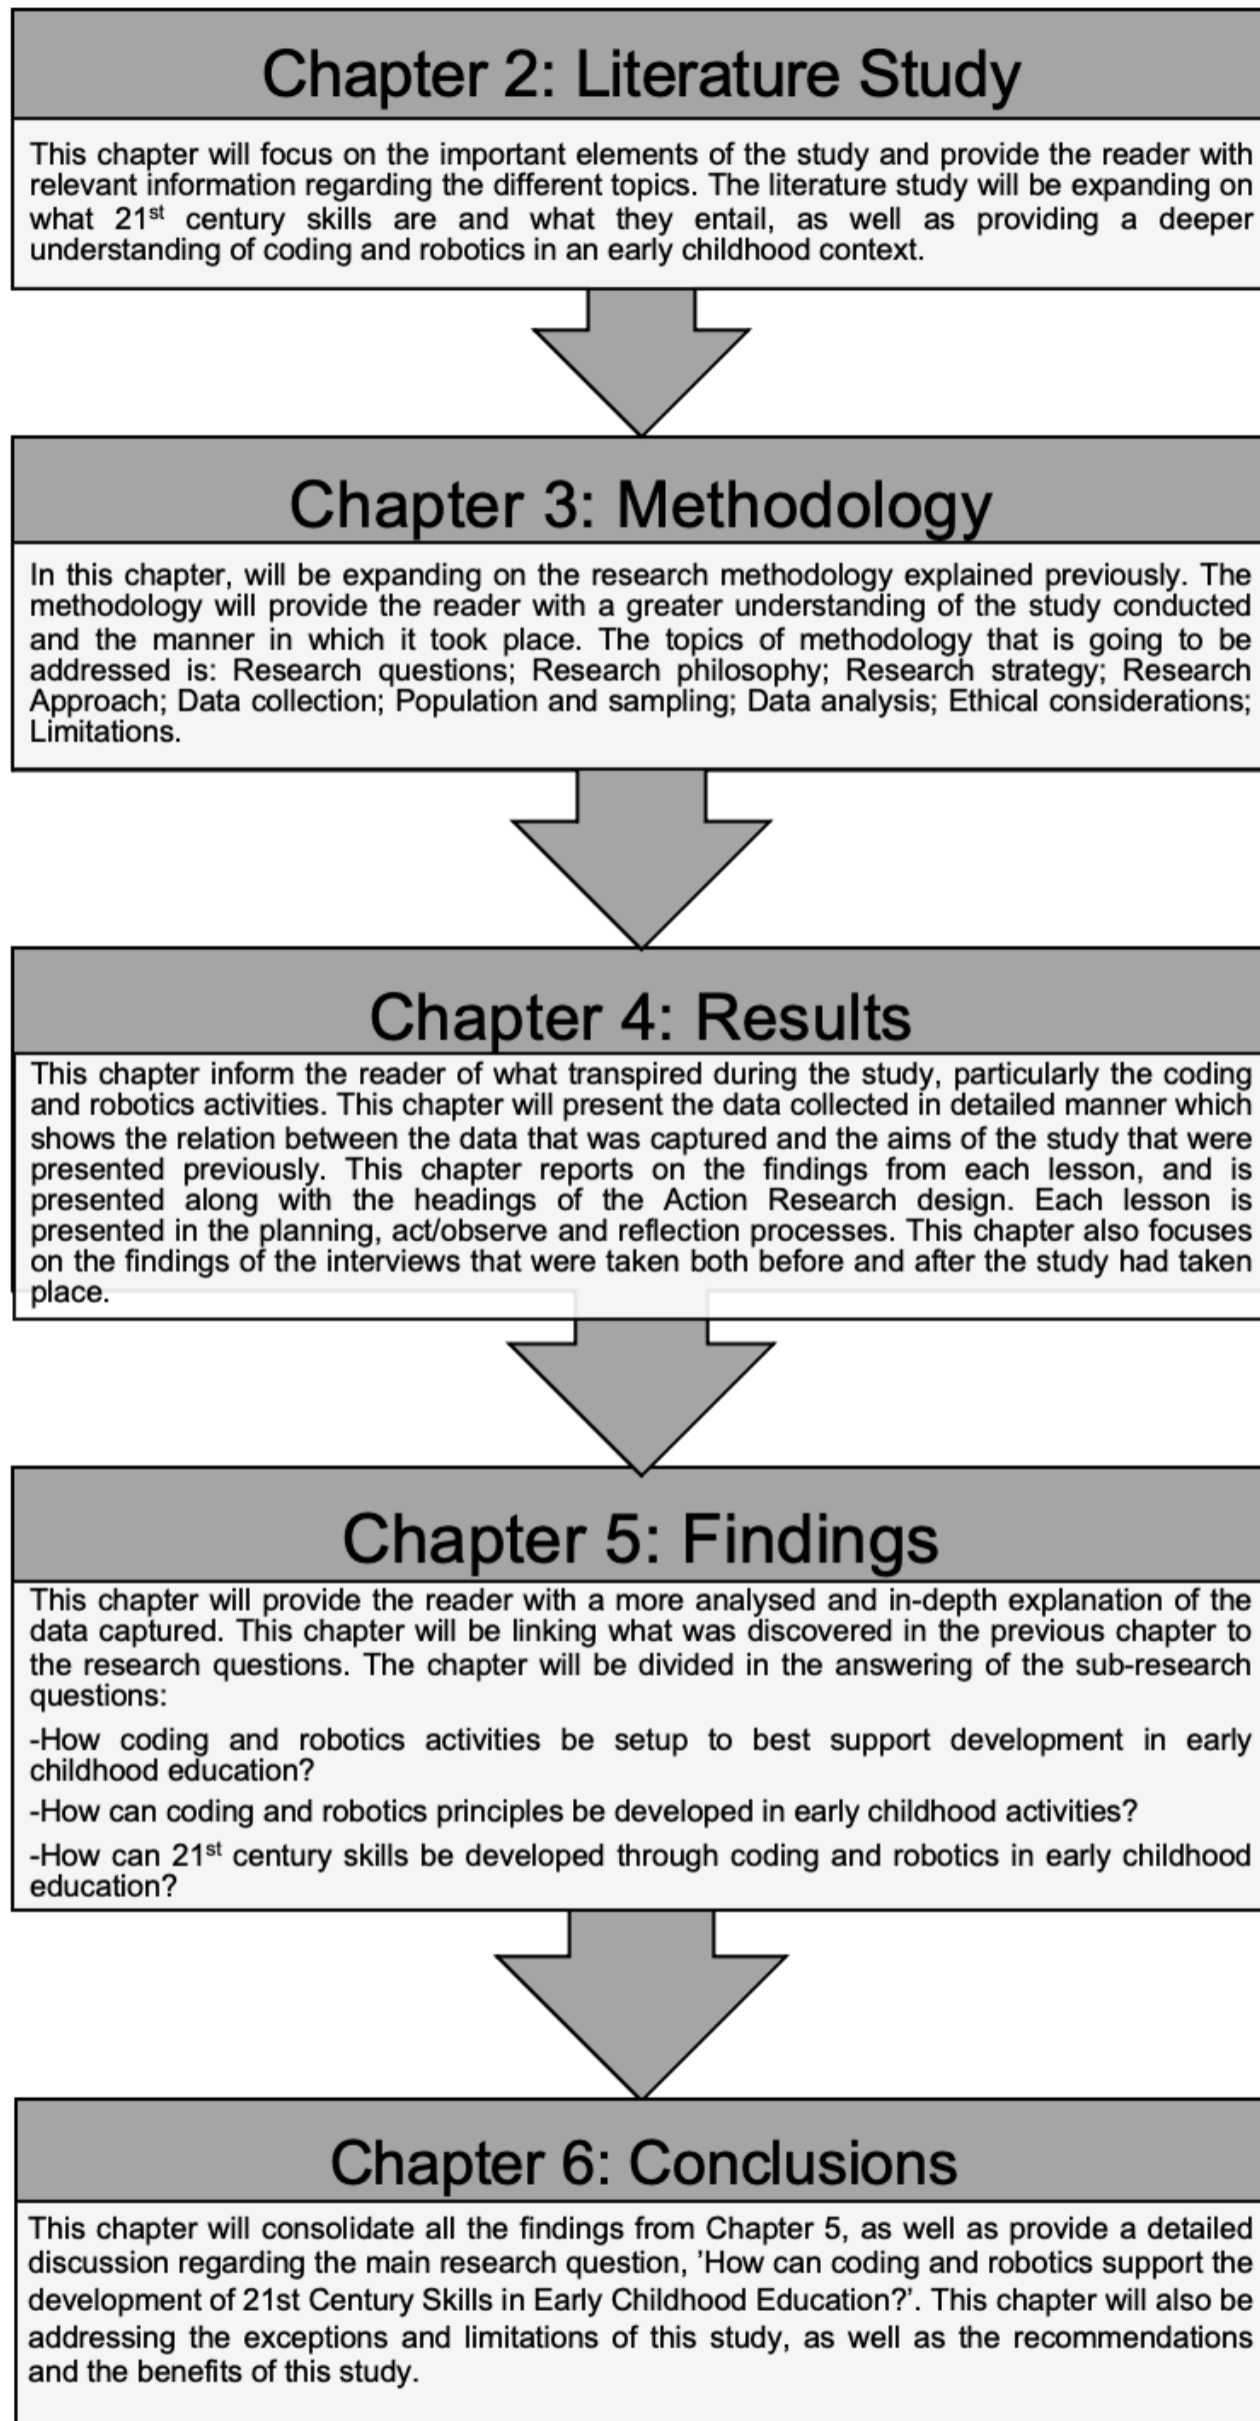 Chapter 2: Literature Study
This chapter will focus on the important elements of the study and provide the reader with
relevant information regarding the different topics. The literature study will be expanding on
what 21st century skills are and what they entail, as well as providing a deeper
understanding of coding and robotics in an early childhood context.
Chapter 3: Methodology
In this chapter, will be expanding on the research methodology explained previously. The
methodology will provide the reader with a greater understanding of the study conducted
and the manner in which it took place. The topics of methodology that is going to be
addressed is: Research questions; Research philosophy; Research strategy; Research
Approach; Data collection; Population and sampling; Data analysis; Ethical considerations;
Limitations.
Chapter 4: Results
This chapter inform the reader of what transpired during the study, particularly the coding
and robotics activities. This chapter will present the data collected in detailed manner which
shows the relation between the data that was captured and the aims of the study that were
presented previously. This chapter reports on the findings from each lesson, and is
presented along with the headings of the Action Research design. Each lesson is
presented in the planning, act/observe and reflection processes. This chapter also focuses
on the findings of the interviews that were taken both before and after the study had taken
place.
Chapter 5: Findings
This chapter will provide the reader with a more analysed and in-depth explanation of the
data captured. This chapter will be linking what was discovered in the previous chapter to
the research questions. The chapter will be divided in the answering of the sub-research
questions:
-How coding and robotics activities be setup to best support development in early
childhood education?
-How can coding and robotics principles be developed in early childhood activities?
-How can 21st century skills be developed through coding and robotics in early childhood
education?
Chapter 6: Conclusions
This chapter will consolidate all the findings from Chapter 5, as well as provide a detailed
discussion regarding the main research question, ’How can coding and robotics support the
development of 21st Century Skills in Early Childhood Education?’. This chapter will also be
addressing the exceptions and limitations of this study, as well as the recommendations
and the benefits of this study.